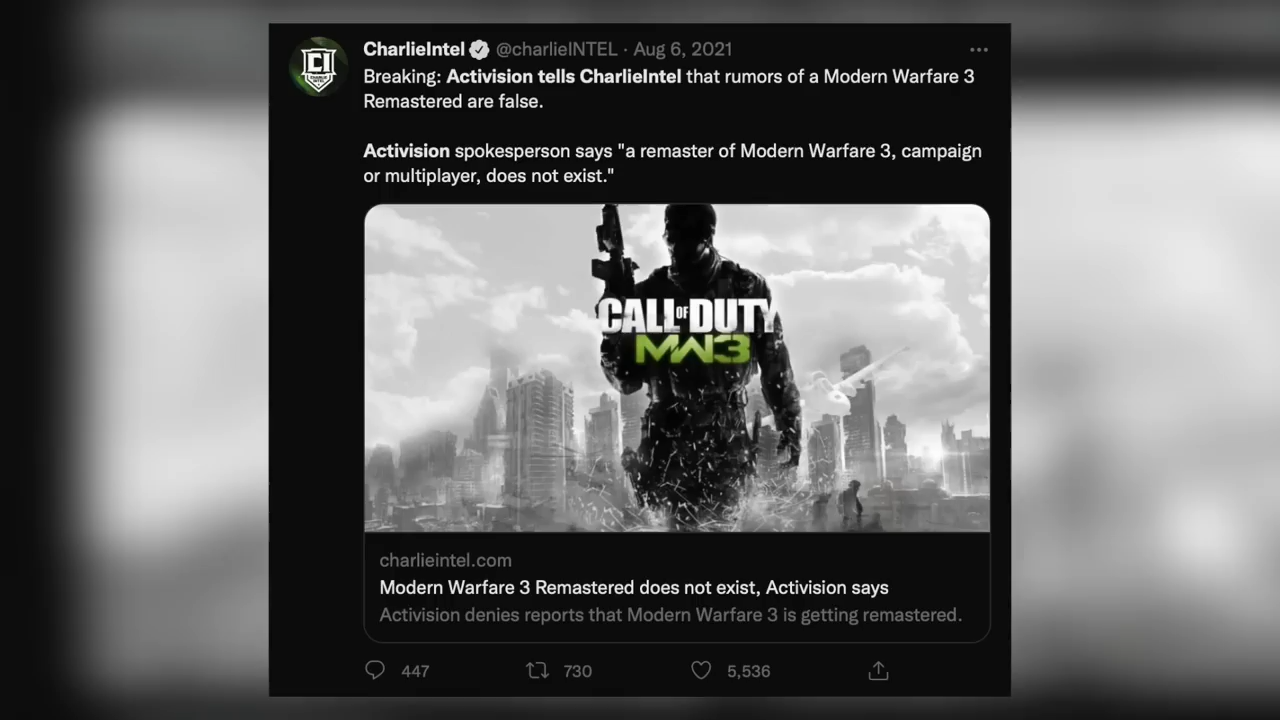 CharlieIntel @charlieINTEL · Aug 6, 2021
Breaking: Activision tells CharlieIntel that rumors of a Modern Warfare 3
Remastered are false.
Activision spokesperson says "a remaster of Modern Warfare 3, campaign
or multiplayer, does not exist."
CI
CALL OF DUTY
MW3
charlieintel.com
Modern Warfare 3 Remastered does not exist, Activision says
Activision denies reports that Modern Warfare 3 is getting remastered.
447 730 5,536